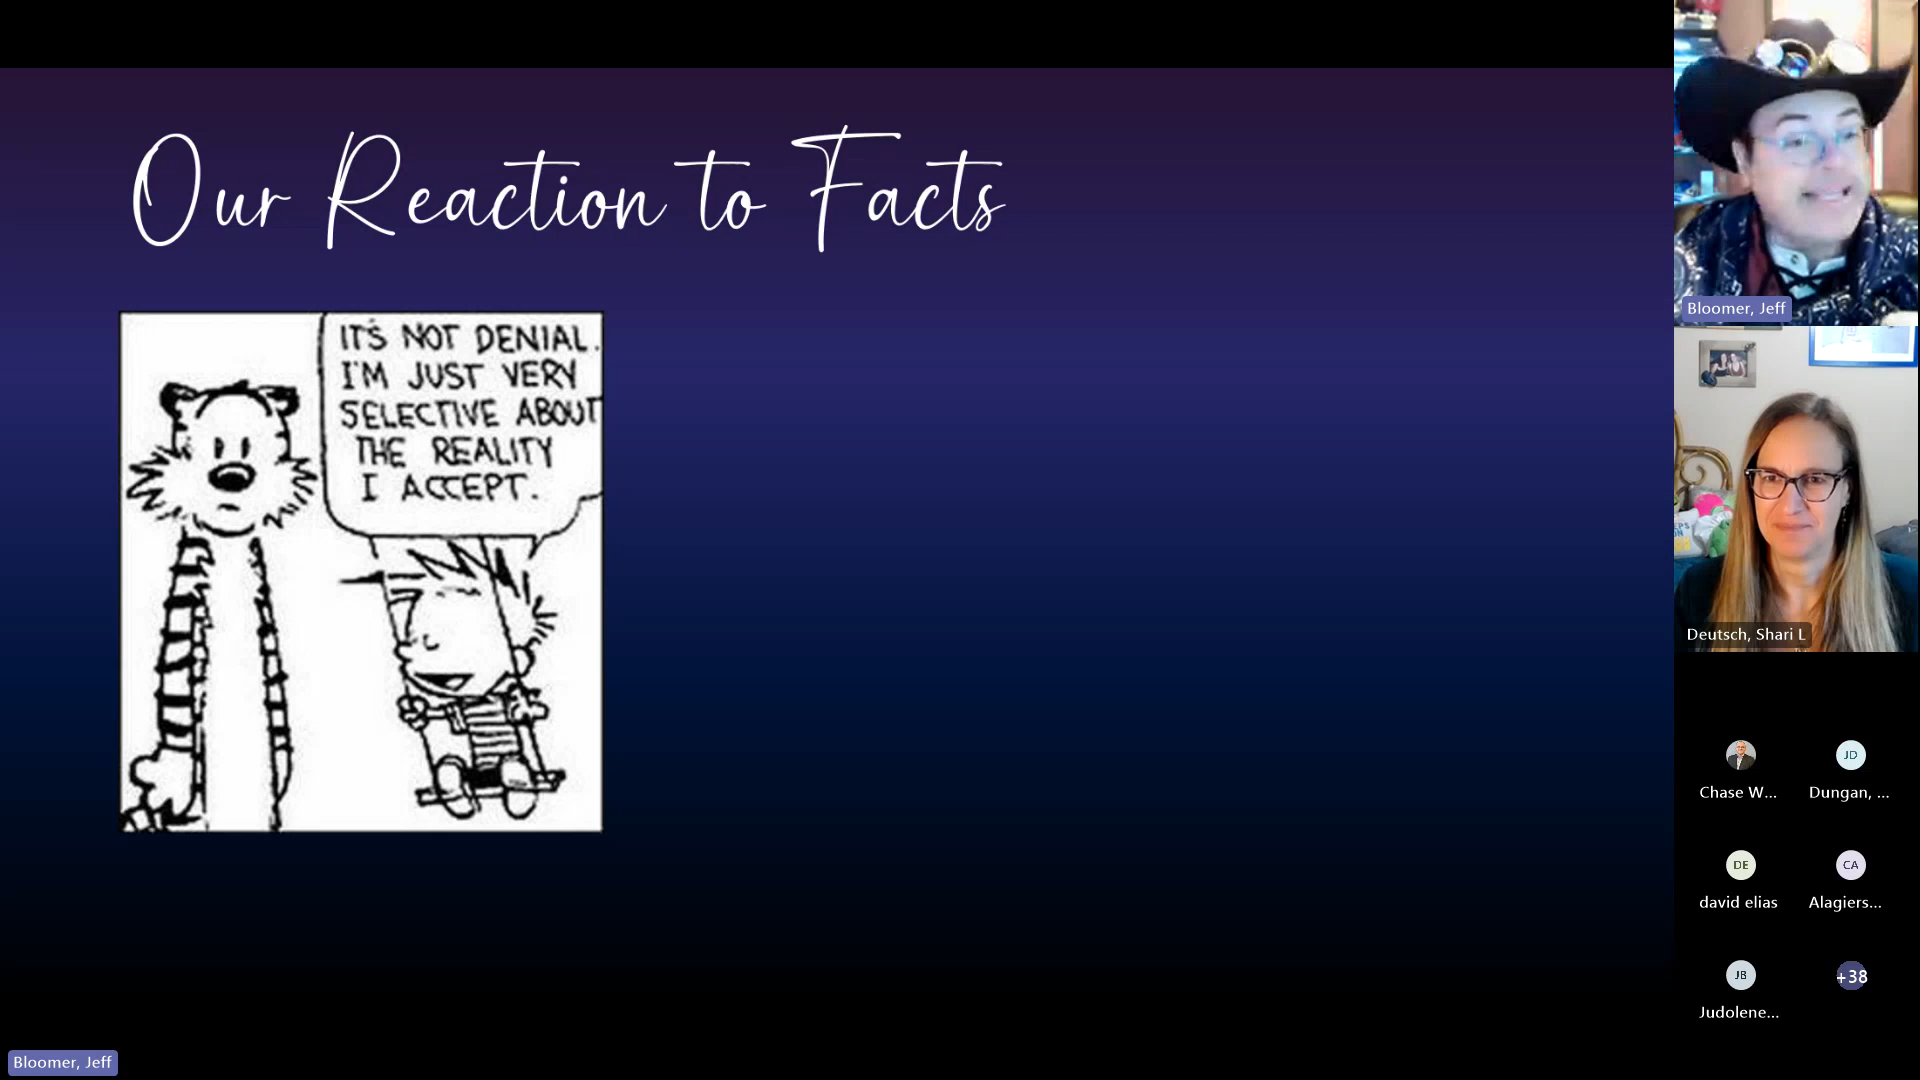 Our Reaction to Facts
IT'S NOT DENIAL.
I'M JUST VERY
SELECTIVE ABOUT
THE REALITY
I ACCEPT.
Bloomer, Jeff
Deutsch, Shari L
JD
Chase W...
Dungan, ...
DE
CA
david elias
Alagiers...
JB
+38
Judolene...
Bloomer, Jeff